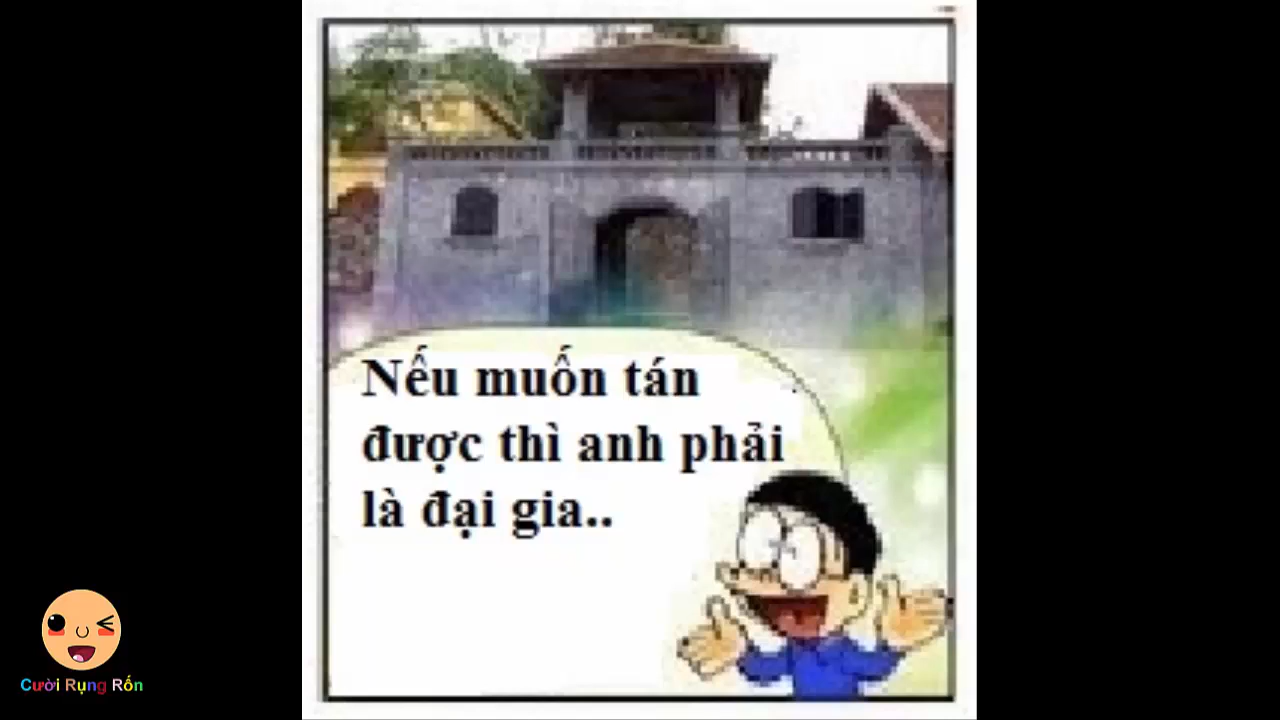 Nếu muốn tán
được thì anh phải
là đại gia..
Cười Rụng Rốn